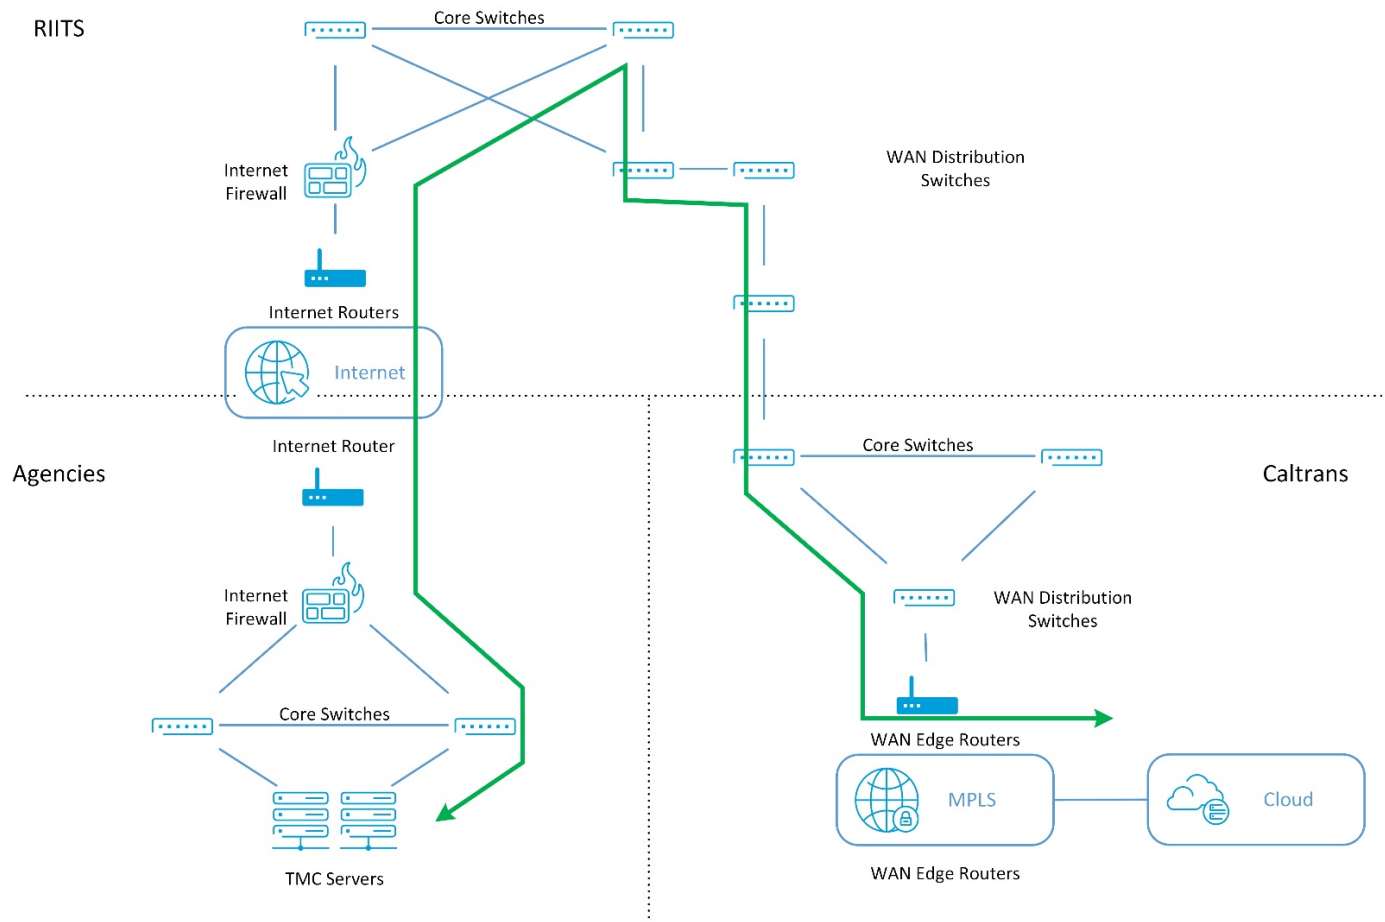 RIITS
Core Switches
Internet
Firewall
WAN Distribution
Switches
Internet Routers
Internet
Internet Router
Agencies
Core Switches
Caltrans
Internet
Firewall
WAN Distribution
Switches
Core Switches
WAN Edge Routers
MPLS
Cloud
WAN Edge Routers
TMC Servers